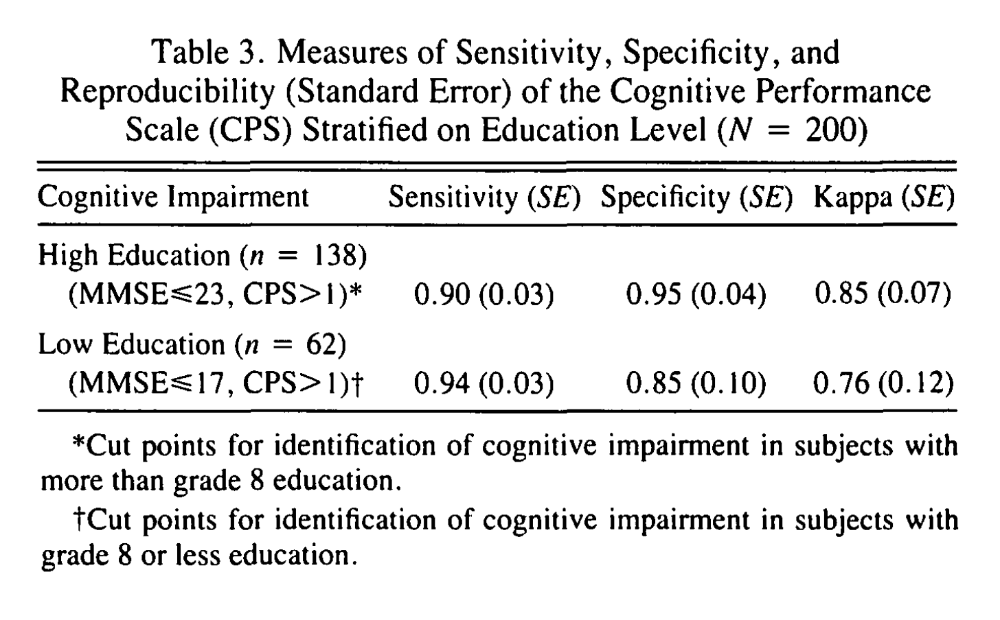 Table 3. Measures of Sensitivity, Specificity, and
Reproducibility (Standard Error) of the Cognitive Performance
Scale (CPS) Stratified on Education Level (N = 200)
Cognitive Impairment Sensitivity (SE) Specificity (SE) Kappa (SE)
High Education (n = 138)
(MMSE≤23, CPS>1)* 0.90 (0.03) 0.95 (0.04) 0.85 (0.07)
Low Education (n = 62)
(MMSE≤17, CPS>1)† 0.94 (0.03) 0.85 (0.10) 0.76 (0.12)
*Cut points for identification of cognitive impairment in subjects with
more than grade 8 education.
†Cut points for identification of cognitive impairment in subjects with
grade 8 or less education.